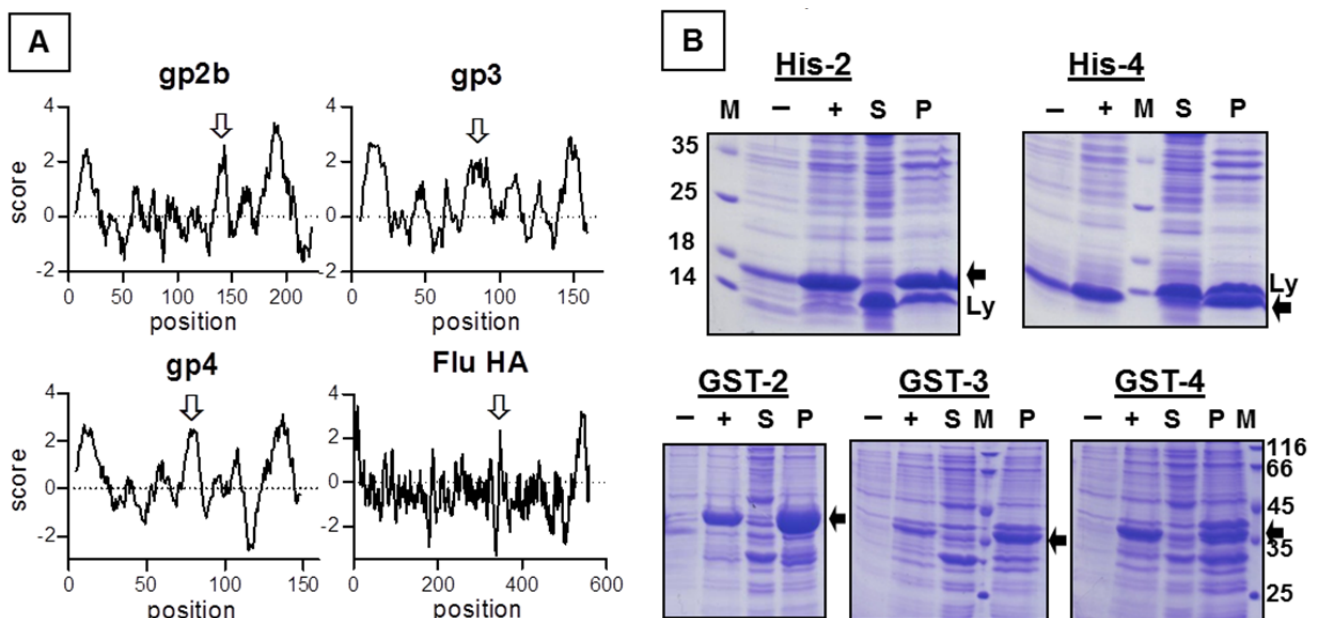 A
gp2b
gp3
4
2
0
-2
score
0 50 100 150 200
position
4
2
0
-2
0 50 100 150
position
gp4
Flu HA
4
2
0
-2
score
0 50 100 150
position
4
2
0
-2
0 200 400 600
position
B
His-2
His-4
M – + S P
– + M S P
35
25
18
14
Ly
Ly
GST-2
GST-3
GST-4
– + S P
– + S M P
– + S P M
116
66
45
35
25